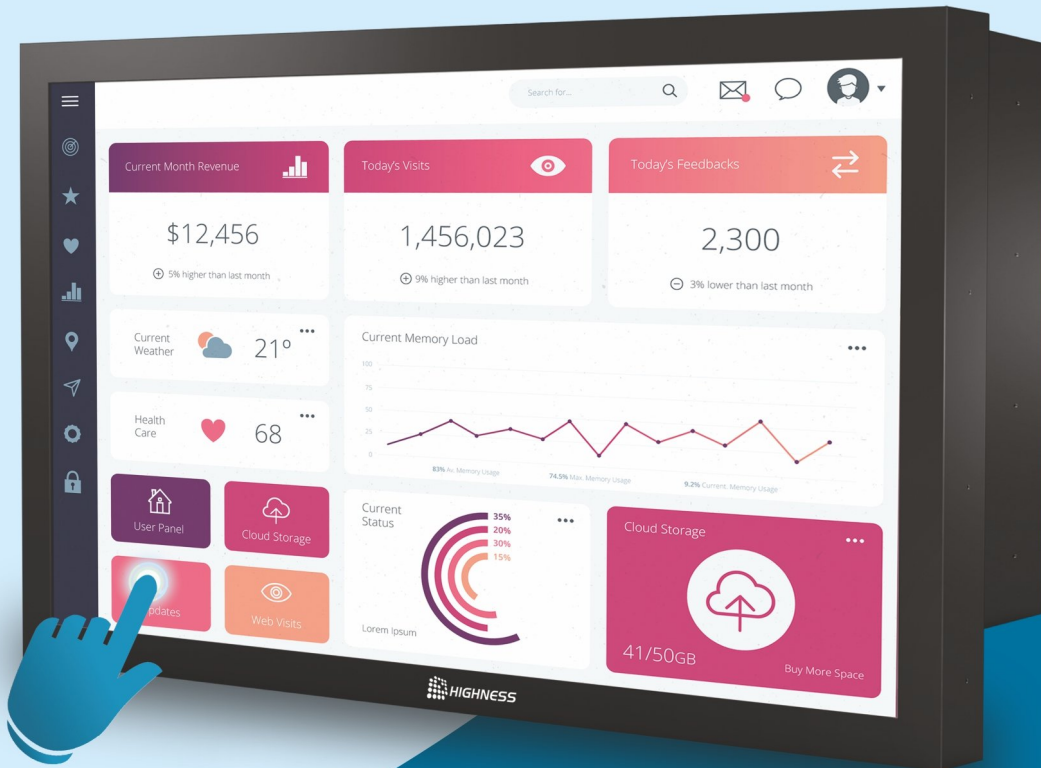 Search for...
Current Month Revenue
$12,456
5% higher than last month
Today's Visits
1,456,023
9% higher than last month
Today's Feedbacks
2,300
3% lower than last month
Current
Weather
21°
Health
Care
68
Current Memory Load
100
75
50
25
0
83% Av. Memory Usage
74.5% Max. Memory Usage
9.2% Current. Memory Usage
User Panel
Cloud Storage
pdates
Web Visits
Current
Status
35%
20%
30%
15%
Lorem Ipsum
Cloud Storage
41/50GB
Buy More Space
HIGHNESS